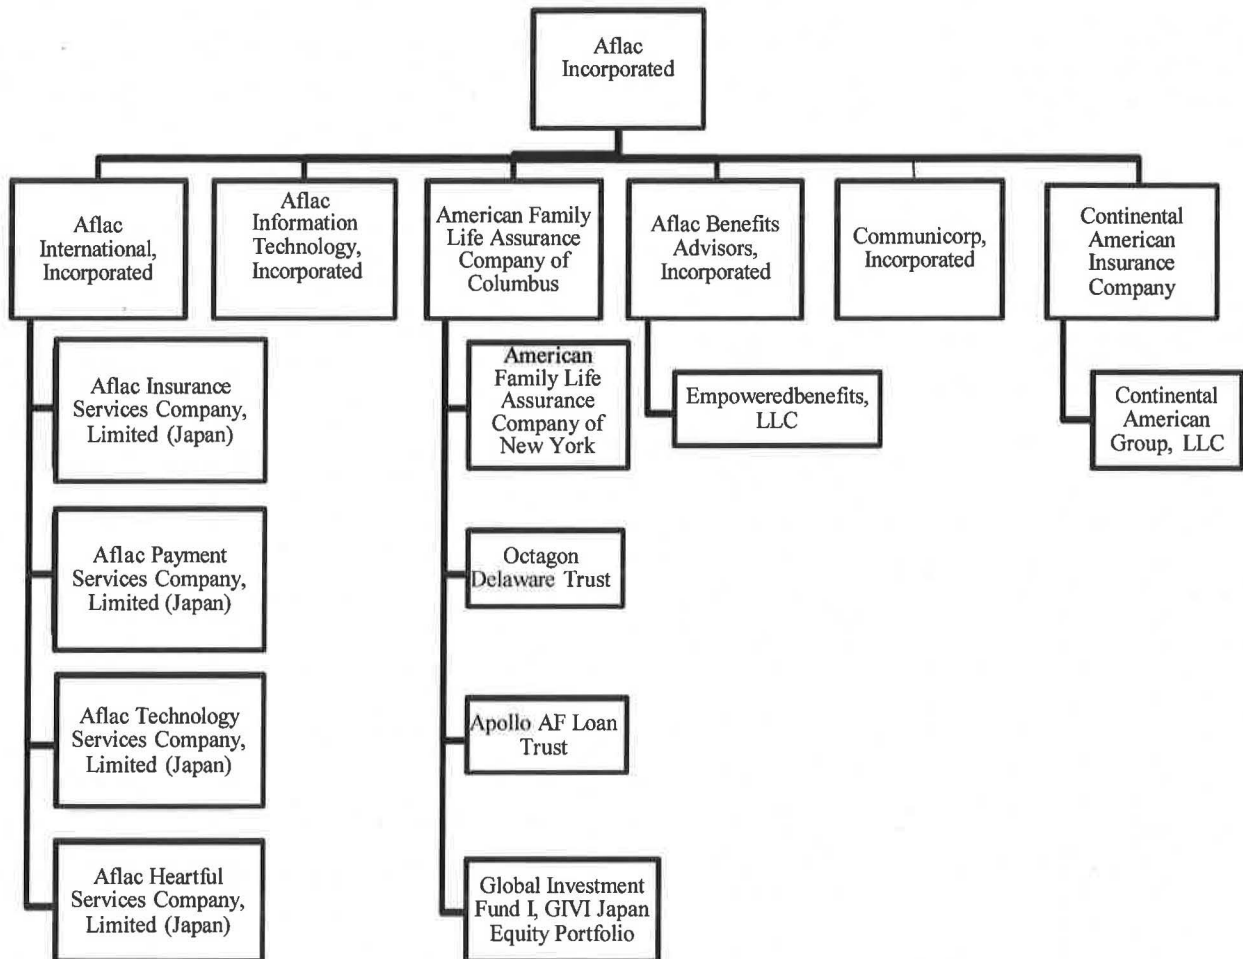 Aflac
Incorporated
Aflac
International,
Incorporated
Aflac
Information
Technology,
Incorporated
American Family
Life Assurance
Company of
Columbus
Aflac Benefits
Advisors,
Incorporated
Communicorp,
Incorporated
Continental
American
Insurance
Company
Aflac Insurance
Services Company,
Limited (Japan)
Aflac Payment
Services Company,
Limited (Japan)
Aflac Technology
Services Company,
Limited (Japan)
Aflac Heartful
Services Company,
Limited (Japan)
American
Family Life
Assurance
Company of
New York
Octagon
Delaware Trust
Apollo AF Loan
Trust
Global Investment
Fund I, GIVI Japan
Equity Portfolio
Empoweredbenefits,
LLC
Continental
American
Group, LLC